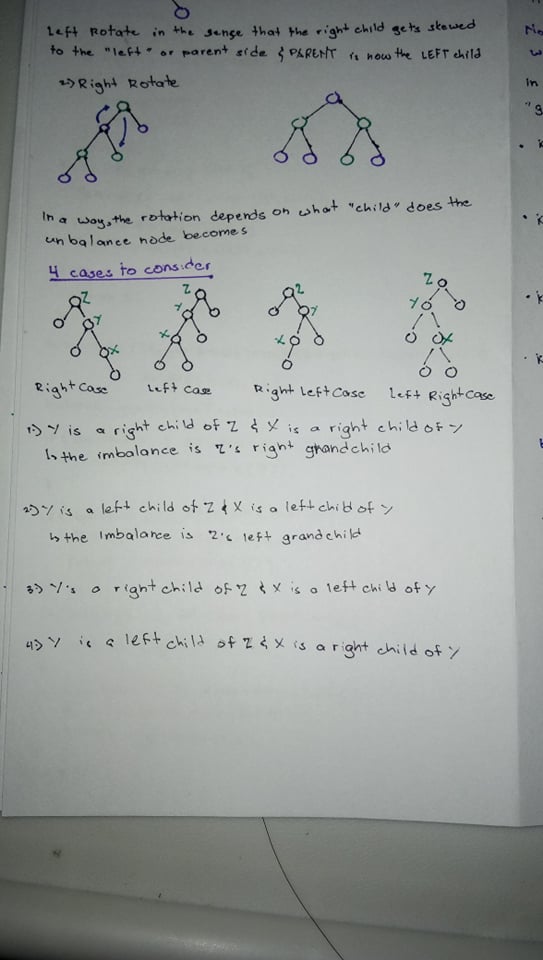 Left Rotate in the sense that the right child gets skewed
to the "left" or parent side & PARENT is now the LEFT child
2) Right Rotate
In a way, the rotation depends on what "child" does the
unbalance node becomes
4 cases to consider
Z Y X
Z Y X
Z Y X
Z Y X
Right Case
Left Case
Right Left Case
Left Right Case
1) Y is a right child of Z & X is a right child of Y
↳ the imbalance is Z's right grandchild
2) Y is a left child of Z & X is a left child of Y
↳ the Imbalance is Z's left grandchild
3) Y's a right child of Z & X is a left child of Y
4) Y is a left child of Z & X is a right child of Y
In